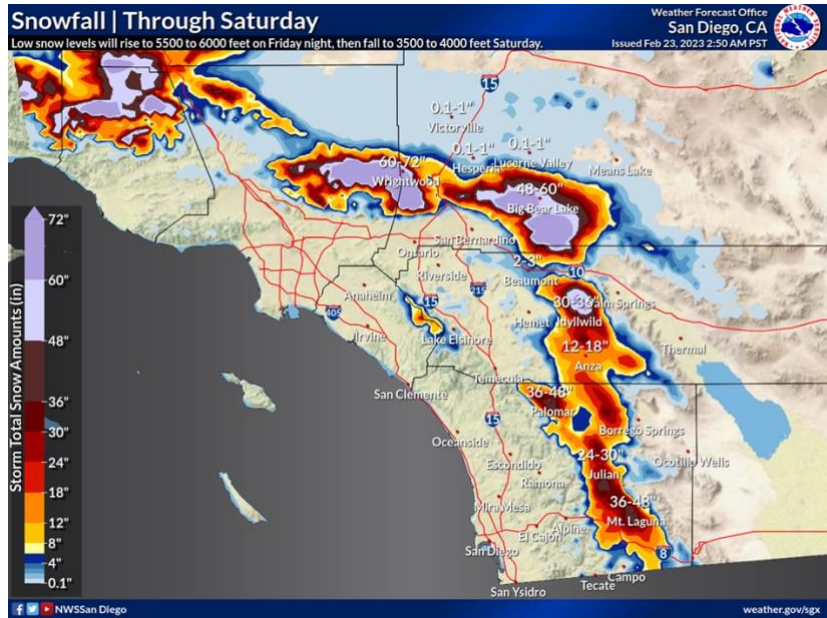 Snowfall | Through Saturday
Weather Forecast Office
San Diego, CA
Issued Feb 23, 2023 2:50 AM PST
Low snow levels will rise to 5500 to 6000 feet on Friday night, then fall to 3500 to 4000 feet Saturday.
15
0.1-1"
Victorville
0.1-1"
0.1-1"
Hesperia
Lucerne Valley
Means Lake
60-72"
Wrightwood
48-60"
Big Bear Lake
San Bernardino
Ontario
2-3"
Beaumont
10
Riverside
215
Anaheim
15
405
30-36"
Palm Springs
Idyllwild
Hemet
Irvine
Lake Elsinore
12-18"
Anza
Thermal
Temecula
San Clemente
36-48"
Palomar
15
Borrego Springs
Oceanside
24-30"
Julian
Escondido
Ocotillo Wells
Ramona
36-48"
Mt. Laguna
Mira Mesa
Alpine
El Cajon
San Diego
8
Campo
Tecate
San Ysidro
Storm Total Snow Amounts (in)
72"
60"
48"
36"
30"
24"
18"
12"
8"
4"
0.1"
NWSSan Diego
weather.gov/sgx